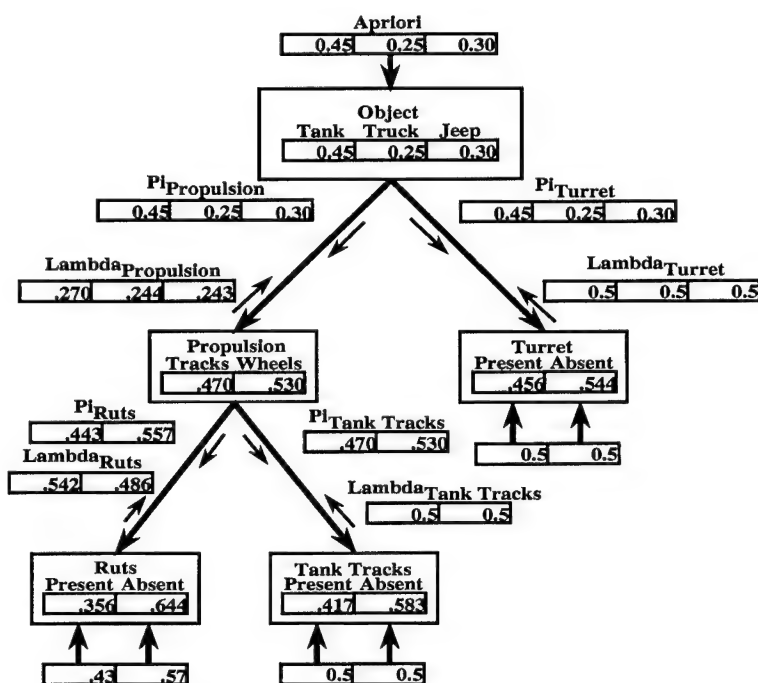 Apriori
0.45 0.25 0.30
Object
Tank Truck Jeep
0.45 0.25 0.30
PiPropulsion
0.45 0.25 0.30
PiTurret
0.45 0.25 0.30
LambdaPropulsion
.270 .244 .243
LambdaTurret
0.5 0.5 0.5
Propulsion
Tracks Wheels
.470 .530
Turret
Present Absent
.456 .544
0.5 0.5
PiRuts
.443 .557
PiTank Tracks
.470 .530
LambdaRuts
.542 .486
LambdaTank Tracks
0.5 0.5
Ruts
Present Absent
.356 .644
.43 .57
Tank Tracks
Present Absent
.417 .583
0.5 0.5